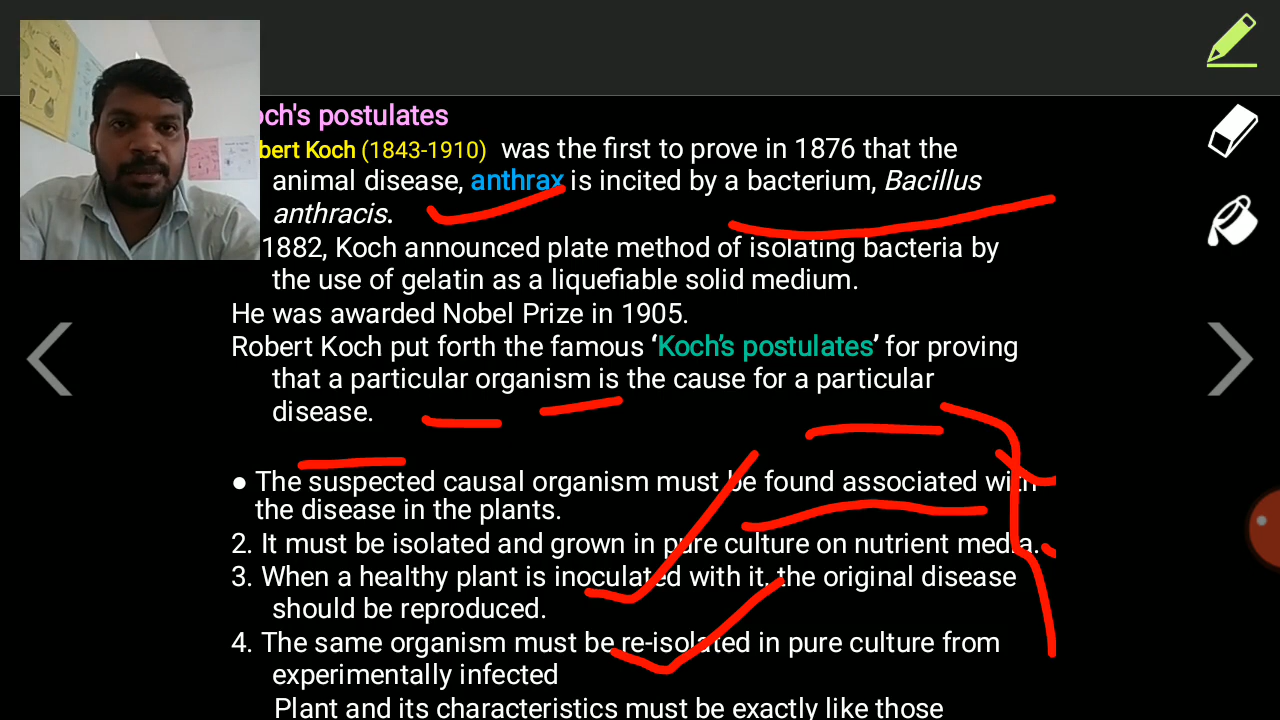 och's postulates
bert Koch (1843-1910) was the first to prove in 1876 that the
animal disease, anthrax is incited by a bacterium, Bacillus
anthracis.
1882, Koch announced plate method of isolating bacteria by
the use of gelatin as a liquefiable solid medium.
He was awarded Nobel Prize in 1905.
Robert Koch put forth the famous ‘Koch’s postulates’ for proving
that a particular organism is the cause for a particular
disease.
● The suspected causal organism must be found associated with
the disease in the plants.
2. It must be isolated and grown in pure culture on nutrient media.
3. When a healthy plant is inoculated with it, the original disease
should be reproduced.
4. The same organism must be re-isolated in pure culture from
experimentally infected
Plant and its characteristics must be exactly like those